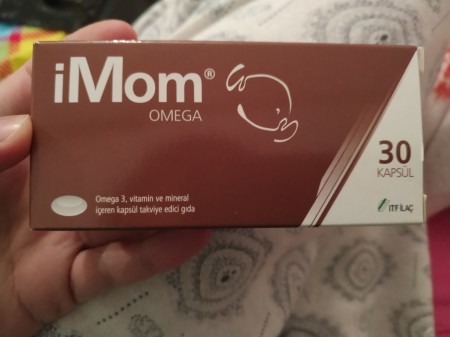 iMom®
OMEGA
30
KAPSÜL
Omega 3, vitamin ve mineral
içeren kapsül takviye edici gıda
İTF İLAÇ